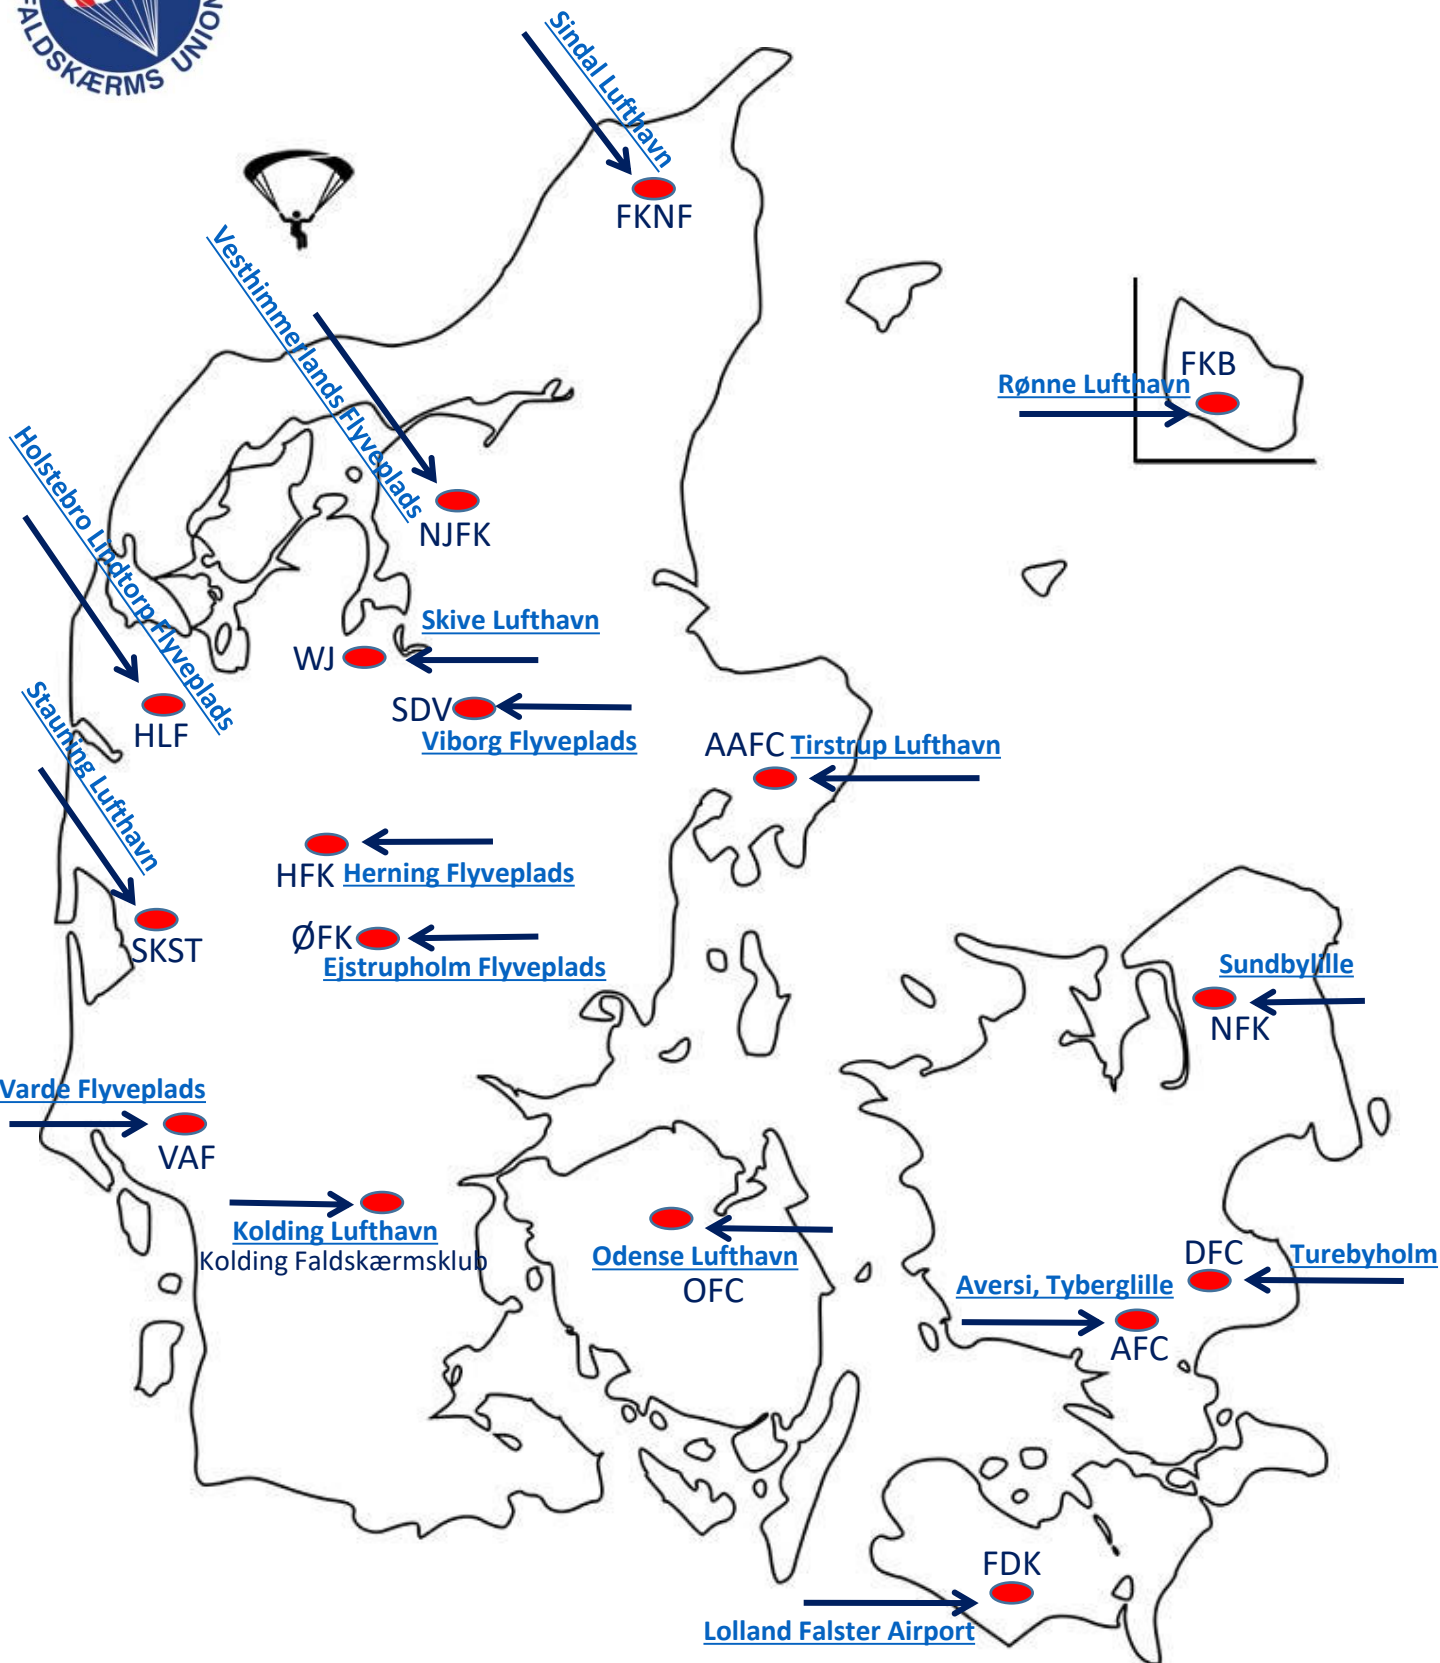 FALDSKÆRMS UNION
Sindal Lufthavn
FKNF
Vesthimmerlands Flyveplads
NJFK
FKB
Rønne Lufthavn
Holstebro Lindtorp Flyveplads
HLF
Skive Lufthavn
WJ
SDV
Viborg Flyveplads
Stauning Lufthavn
SKST
AAFC Tirstrup Lufthavn
HFK Herning Flyveplads
ØFK
Ejstrupholm Flyveplads
Sundbylille
NFK
Varde Flyveplads
VAF
Kolding Lufthavn
Kolding Faldskærmsklub
Odense Lufthavn
OFC
DFC
Turebyholm
Aversi, Tyberglille
AFC
FDK
Lolland Falster Airport